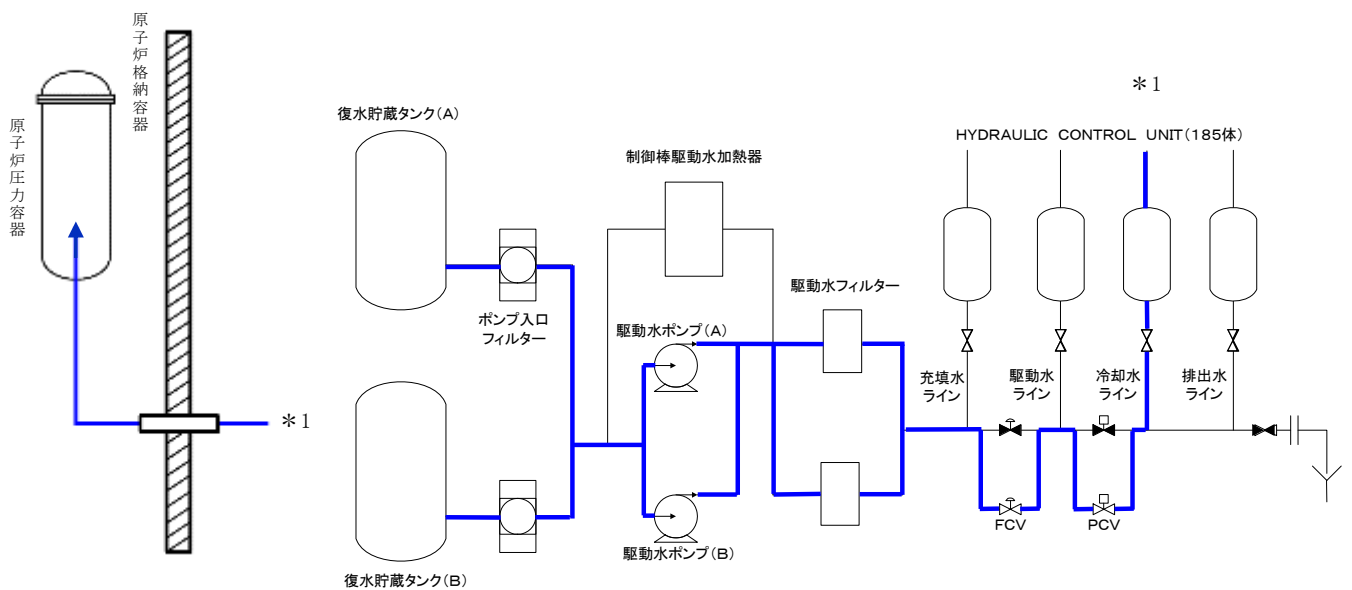 原子炉圧力容器
原子炉格納容器
*1
*1
復水貯蔵タンク(A)
ポンプ入口
フィルター
復水貯蔵タンク(B)
制御棒駆動水加熱器
駆動水ポンプ(A)
駆動水ポンプ(B)
駆動水フィルター
HYDRAULIC CONTROL UNIT(185体)
充填水
ライン
駆動水
ライン
冷却水
ライン
排出水
ライン
FCV
PCV